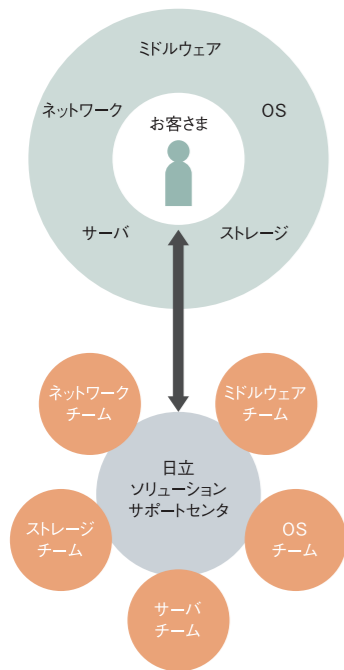 ミドルウェア
ネットワーク
OS
お客さま
サーバ
ストレージ
ネットワーク
チーム
ミドルウェア
チーム
日立
ソリューション
サポートセンタ
ストレージ
チーム
OS
チーム
サーバ
チーム